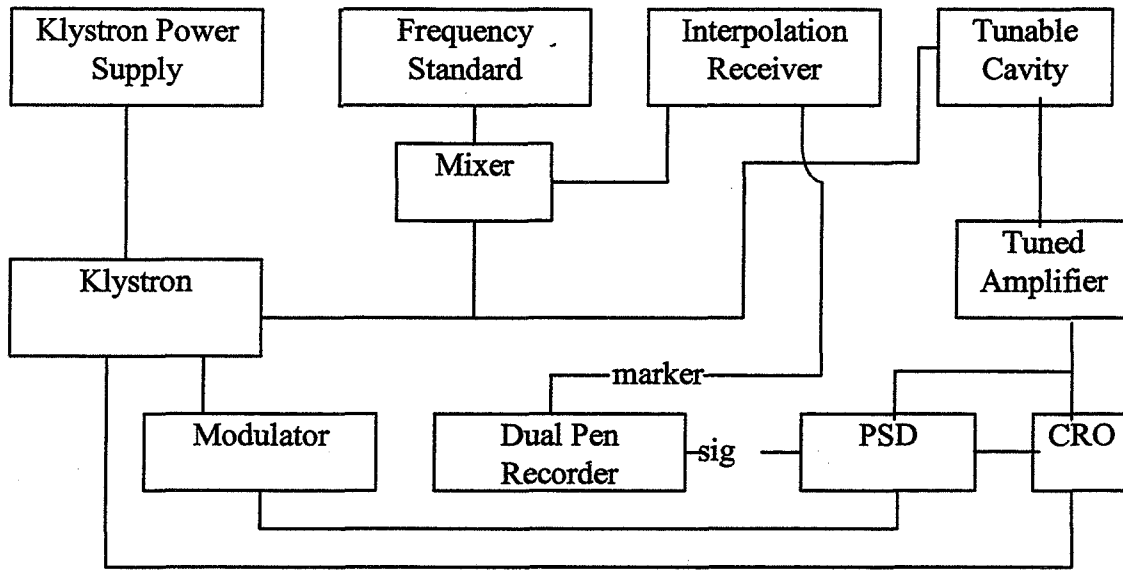 Klystron Power
Supply
Frequency
Standard
Interpolation
Receiver
Tunable
Cavity
Mixer
Klystron
Tuned
Amplifier
marker
Modulator
Dual Pen
Recorder
sig
PSD
CRO